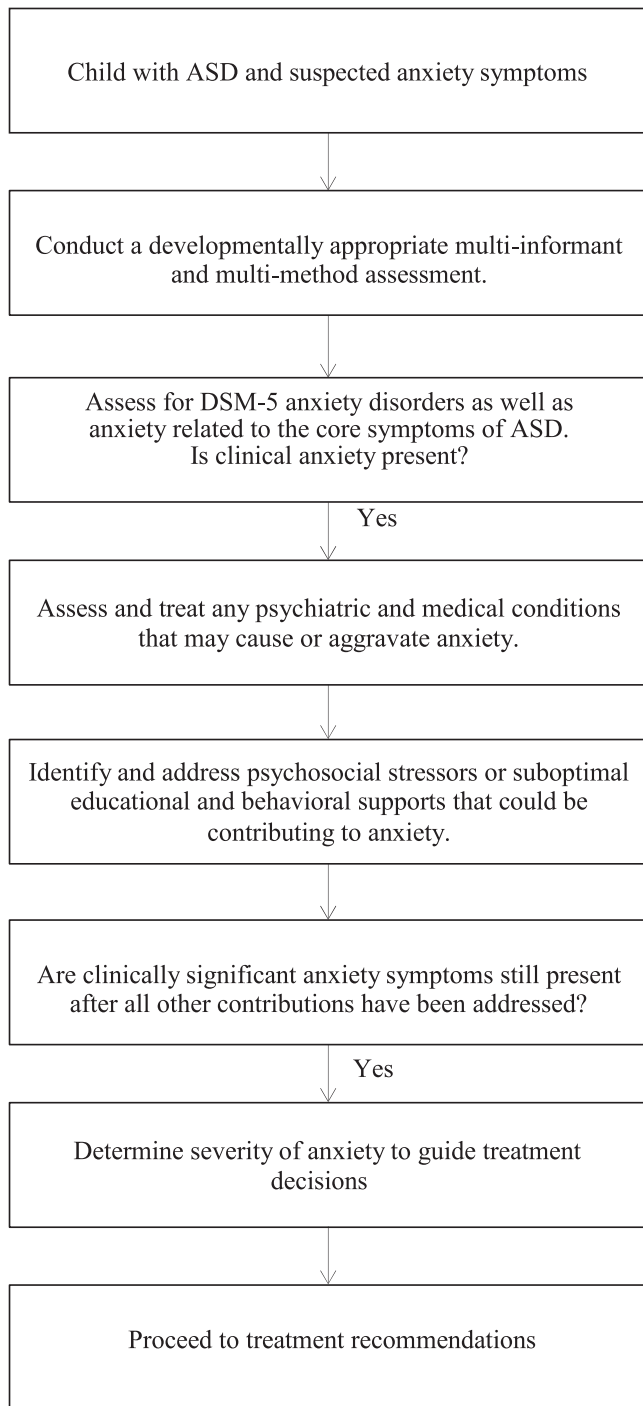 Child with ASD and suspected anxiety symptoms
Conduct a developmentally appropriate multi-informant
and multi-method assessment.
Assess for DSM-5 anxiety disorders as well as
anxiety related to the core symptoms of ASD.
Is clinical anxiety present?
Yes
Assess and treat any psychiatric and medical conditions
that may cause or aggravate anxiety.
Identify and address psychosocial stressors or suboptimal
educational and behavioral supports that could be
contributing to anxiety.
Are clinically significant anxiety symptoms still present
after all other contributions have been addressed?
Yes
Determine severity of anxiety to guide treatment
decisions
Proceed to treatment recommendations